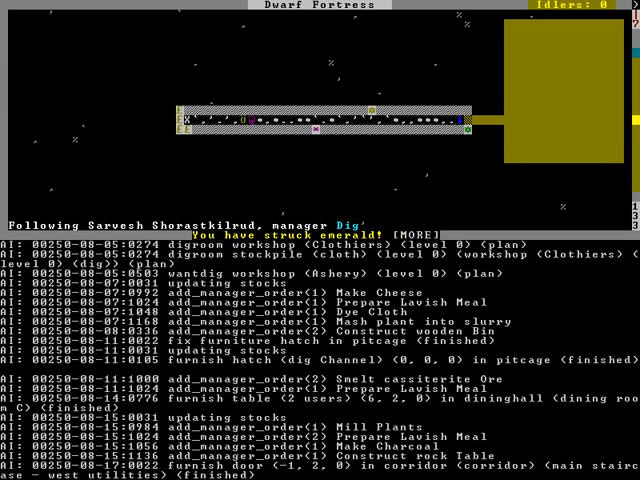 Dwarf Fortress
Idlers: 0
Following Sarvesh Shorastkilrud, manager Dig
You have struck emerald! [MORE]
AI: 00250-08-05:0274 digroom workshop (Clothiers) (level 0) (plan)
AI: 00250-08-05:0274 digroom stockpile (cloth) (level 0) (workshop (Clothiers) (
level 0) (dig)) (plan)
AI: 00250-08-05:0503 wantdig workshop (Ashery) (level 0) (plan)
AI: 00250-08-07:0031 updating stocks
AI: 00250-08-07:0992 add_manager_order(1) Make Cheese
AI: 00250-08-07:1024 add_manager_order(1) Prepare Lavish Meal
AI: 00250-08-07:1048 add_manager_order(1) Dye Cloth
AI: 00250-08-07:1168 add_manager_order(1) Mash plant into slurry
AI: 00250-08-08:0336 add_manager_order(2) Construct wooden Bin
AI: 00250-08-11:0022 fix furniture hatch in pitcage (finished)
AI: 00250-08-11:0031 updating stocks
AI: 00250-08-11:0105 furnish hatch (dig Channel) (0, 0, 0) in pitcage (finished)
AI: 00250-08-11:1000 add_manager_order(2) Smelt cassiterite Ore
AI: 00250-08-11:1024 add_manager_order(1) Prepare Lavish Meal
AI: 00250-08-14:0776 furnish table (2 users) (6, 2, 0) in dininghall (dining roo
m C) (finished)
AI: 00250-08-15:0031 updating stocks
AI: 00250-08-15:0984 add_manager_order(1) Mill Plants
AI: 00250-08-15:1024 add_manager_order(2) Prepare Lavish Meal
AI: 00250-08-15:1056 add_manager_order(1) Make Charcoal
AI: 00250-08-15:1136 add_manager_order(1) Construct rock Table
AI: 00250-08-17:0022 furnish door (-1, 2, 0) in corridor (corridor) (main stairc
ase - west utilities) (finished)